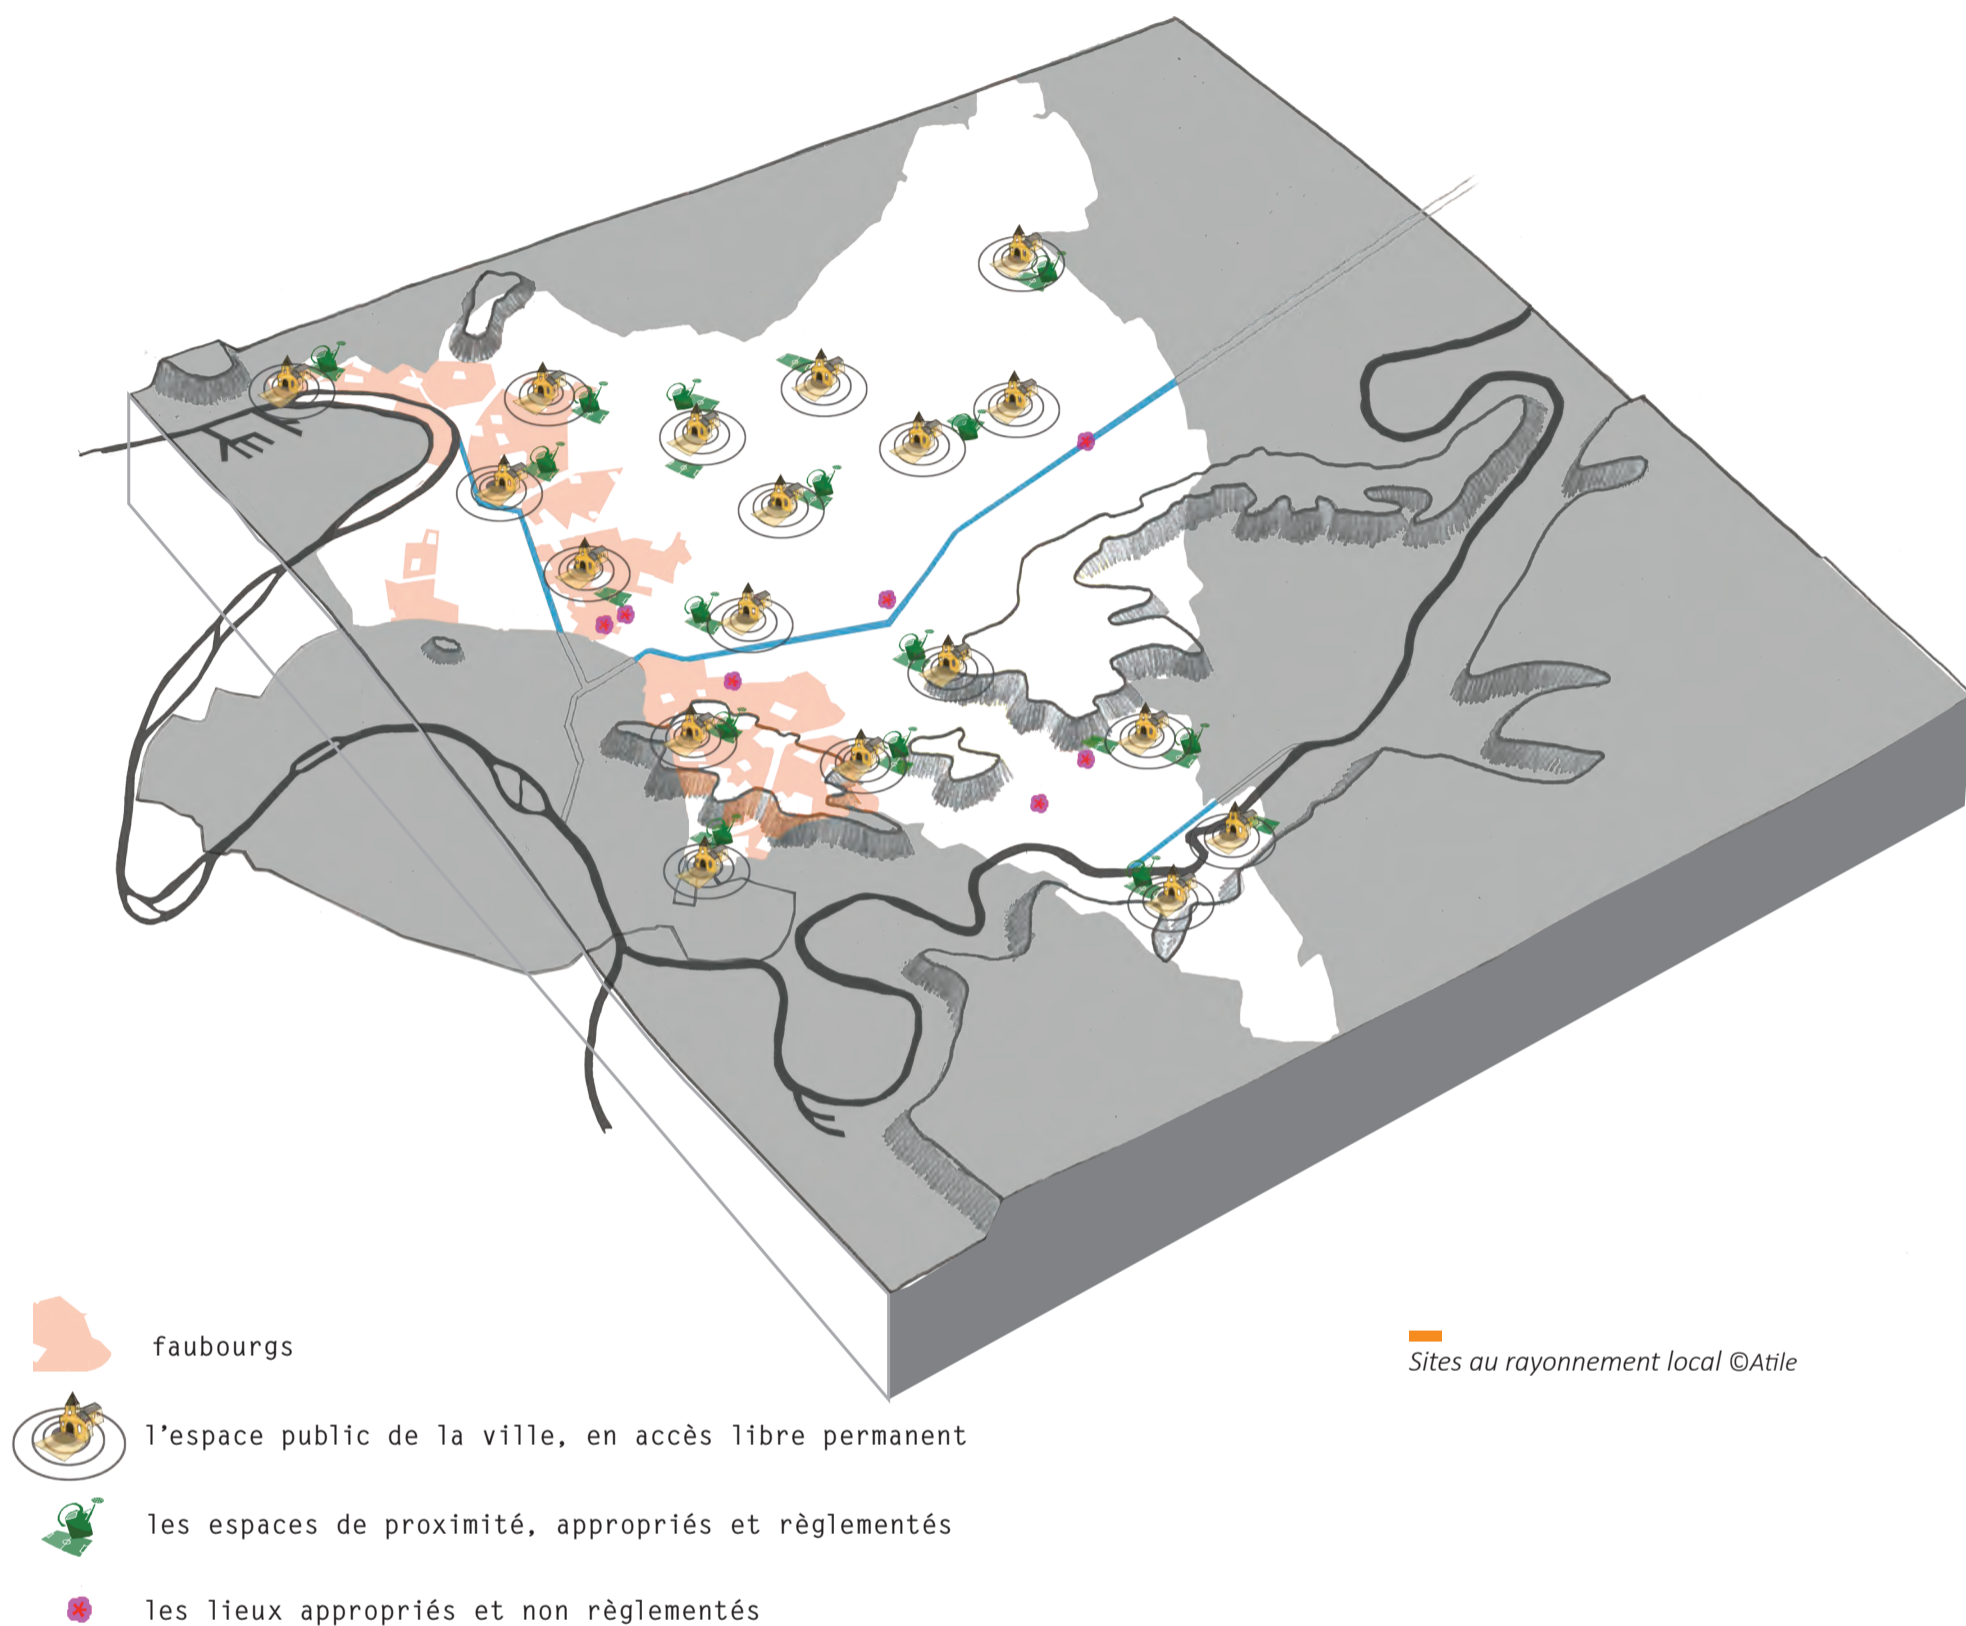 faubourgs
l'espace public de la ville, en accès libre permanent
les espaces de proximité, appropriés et règlementés
les lieux appropriés et non règlementés
Sites au rayonnement local ©Atile